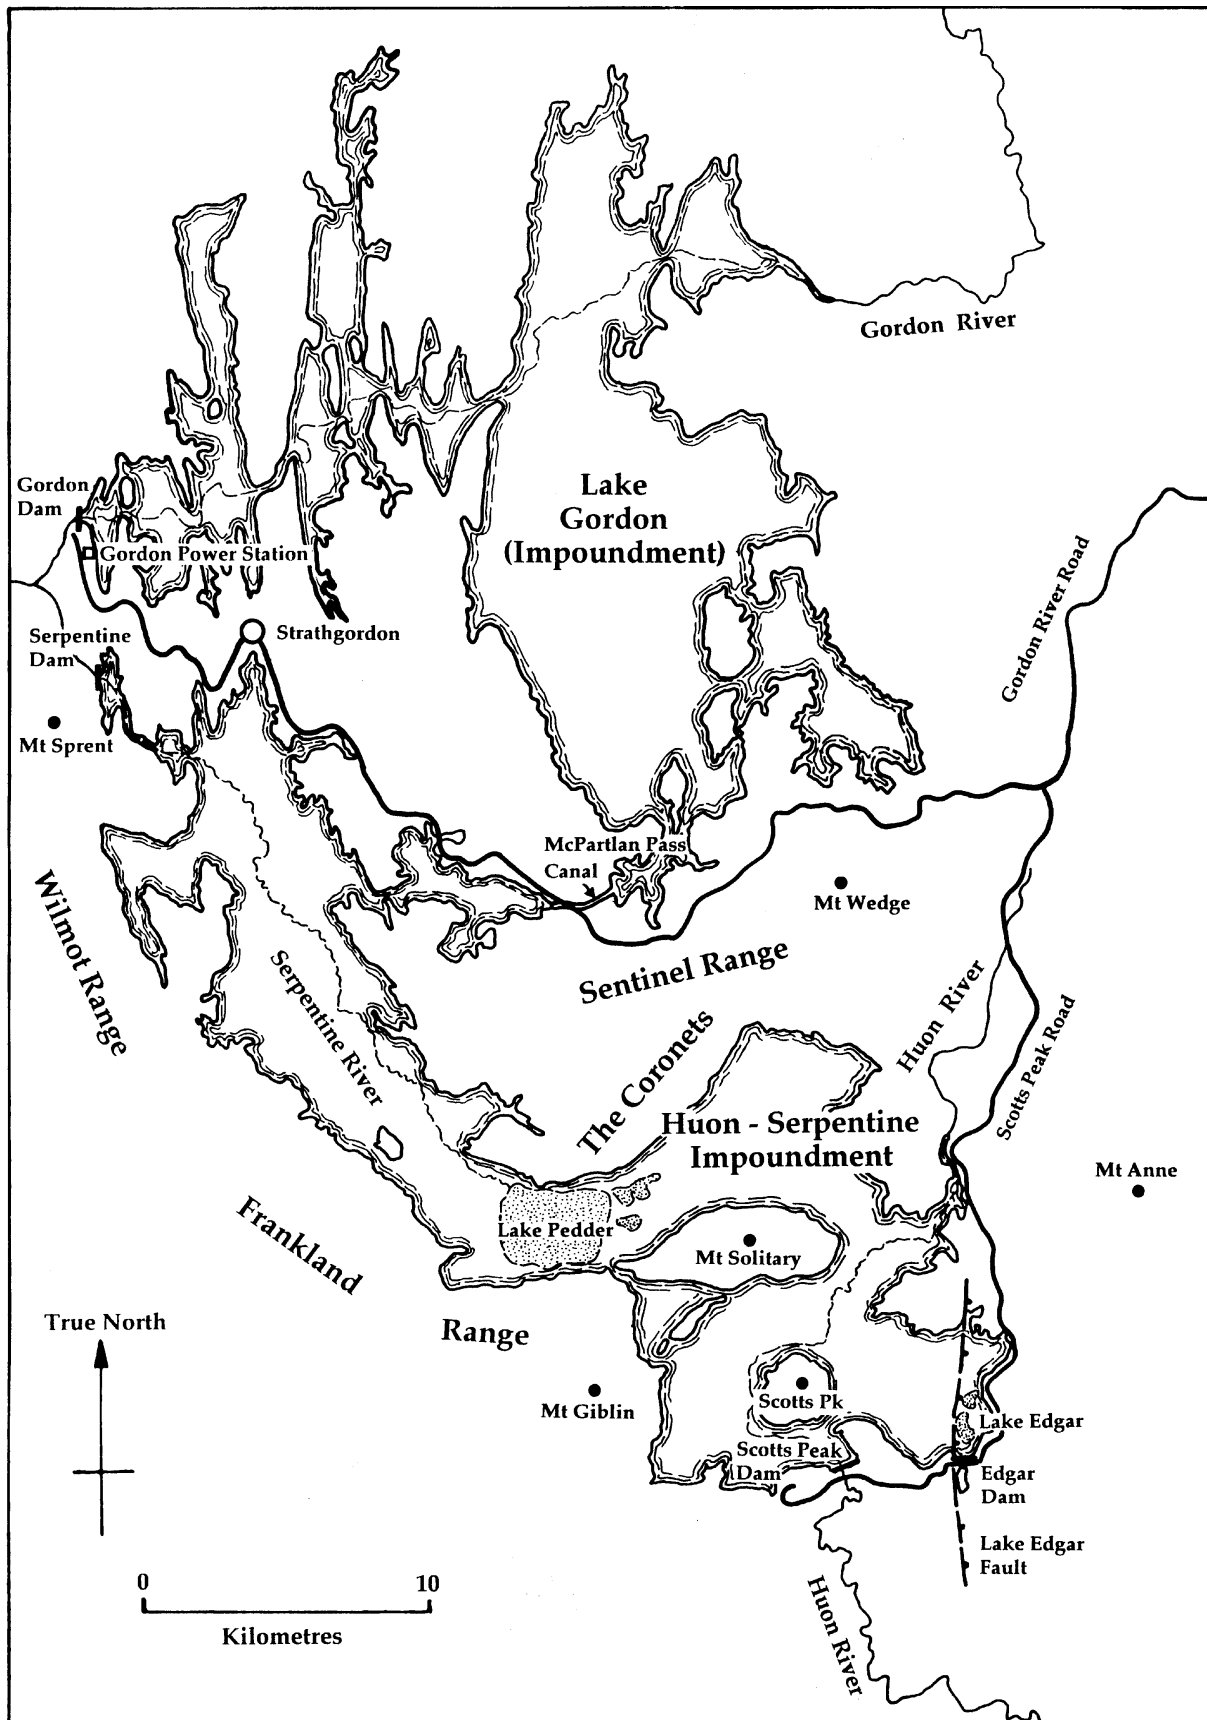 Gordon River
Lake
Gordon
(Impoundment)
Gordon
Dam
Gordon Power Station
Gordon River Road
Serpentine
Dam
Strathgordon
Mt Sprent
McPartlan Pass
Canal
Mt Wedge
Wilmot Range
Sentinel Range
Serpentine River
Huon River
Scotts Peak Road
The Coronets
Huon - Serpentine
Impoundment
Mt Anne
Lake Pedder
Mt Solitary
Frankland
Range
True North
Mt Giblin
Scotts Pk
Lake Edgar
Scotts Peak
Dam
Edgar
Dam
Lake Edgar
Fault
Huon River
0 10
Kilometres